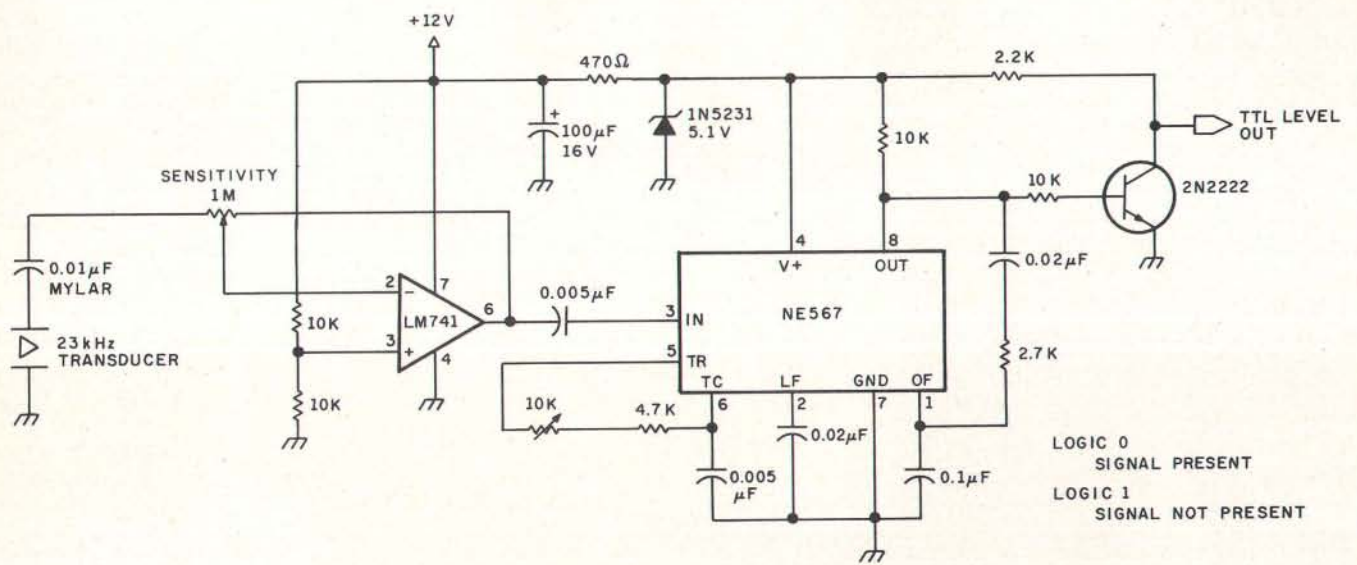 +12V
470Ω
2.2K
+
100µF
16V
1N5231
5.1V
10K
TTL LEVEL
OUT
SENSITIVITY
1M
10K
2N2222
4
8
V+
OUT
0.02µF
0.01µF
MYLAR
2
-
7
6
0.005µF
LM741
3
IN
NE567
10K
3
+
4
5
TR
2.7K
23kHz
TRANSDUCER
TC
LF
GND
OF
6
2
7
1
10K
10K
4.7K
0.02µF
0.005
µF
0.1µF
LOGIC 0
SIGNAL PRESENT
LOGIC 1
SIGNAL NOT PRESENT